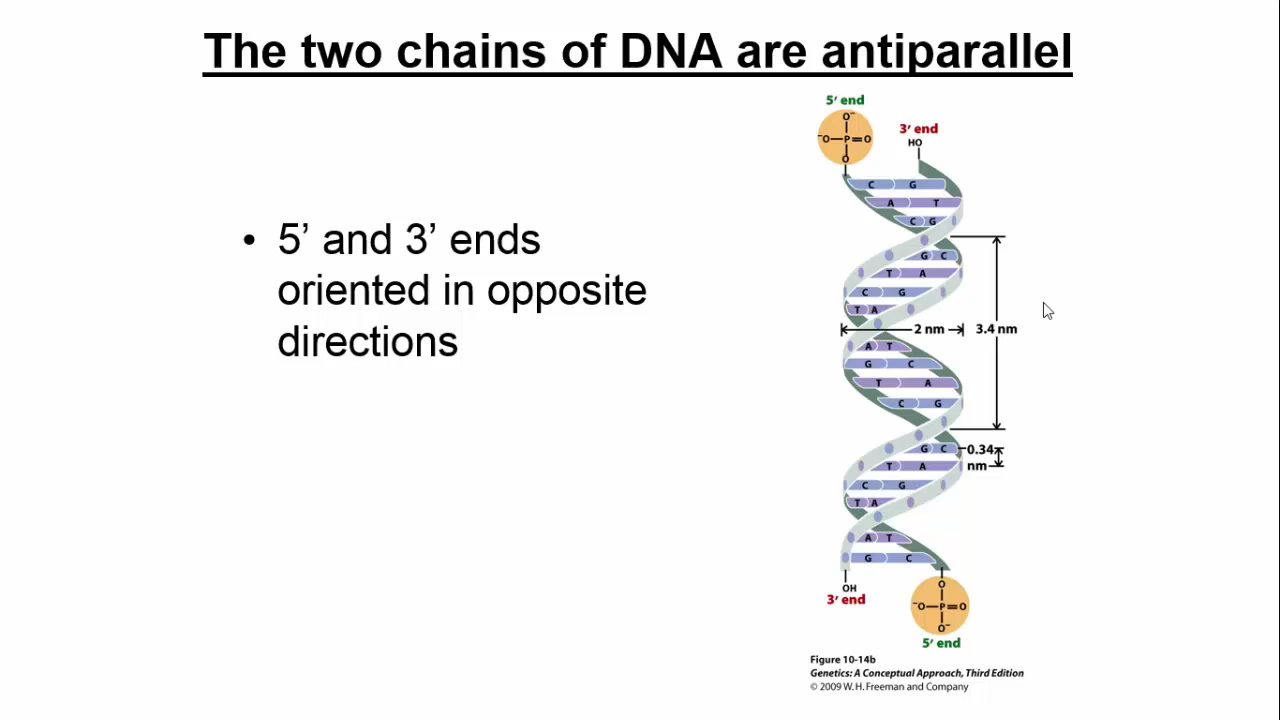 The two chains of DNA are antiparallel
• 5’ and 3’ ends
oriented in opposite
directions
5′ end
O⁻
⁻O—P=O
O
3′ end
HO
C G
A T
C G
G C
T A
C G
T A
2 nm
3.4 nm
A T
G C
T A
C G
G C
0.34
nm
T A
C G
T A
A T
G C
OH
3′ end
O
⁻O—P=O
O⁻
5′ end
Figure 10-14b
Genetics: A Conceptual Approach, Third Edition
© 2009 W. H. Freeman and Company